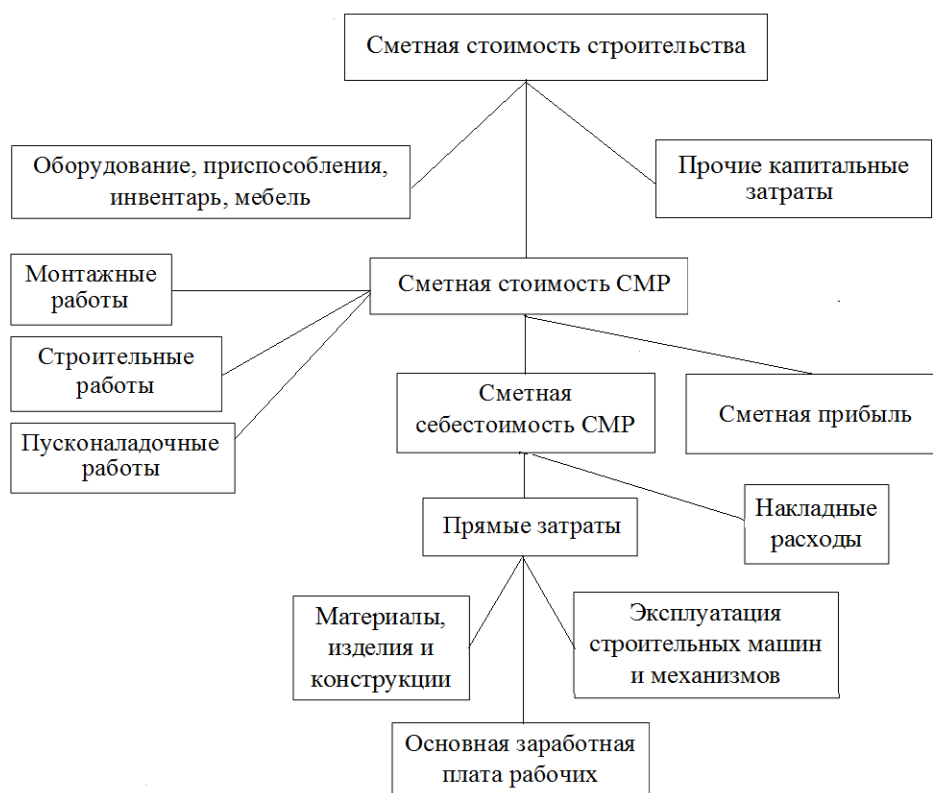 Сметная стоимость строительства
Оборудование, приспособления,
инвентарь, мебель
Прочие капитальные
затраты
Монтажные
работы
Сметная стоимость СМР
Строительные
работы
Сметная
себестоимость СМР
Сметная прибыль
Пусконаладочные
работы
Прямые затраты
Накладные
расходы
Материалы,
изделия и
конструкции
Эксплуатация
строительных машин
и механизмов
Основная заработная
плата рабочих